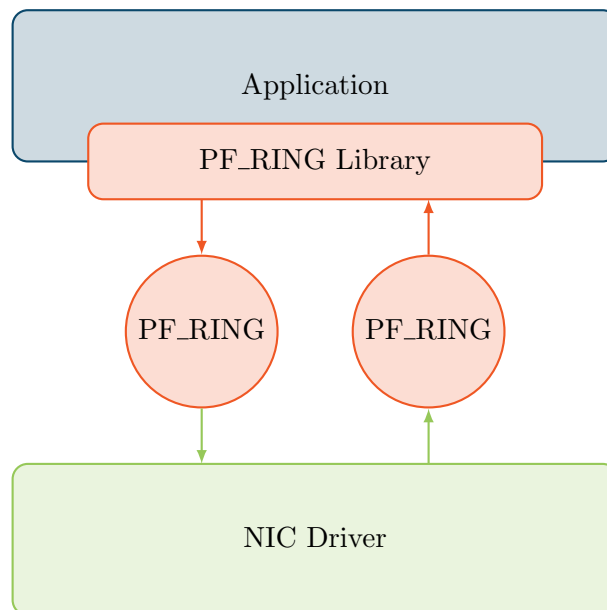 Application
PF_RING Library
PF_RING
PF_RING
NIC Driver